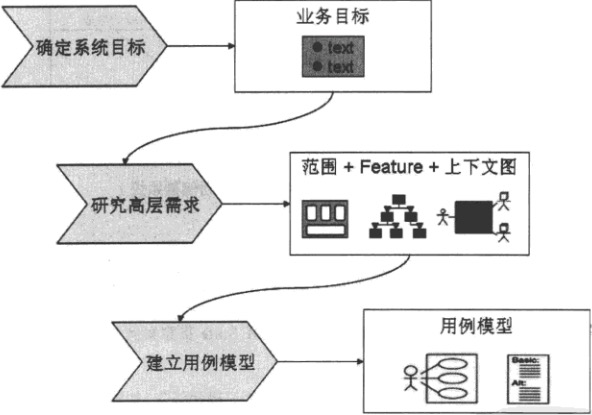 确定系统目标
业务目标
text
text
研究高层需求
范围 + Feature + 上下文图
建立用例模型
用例模型
Basic:
Alt: